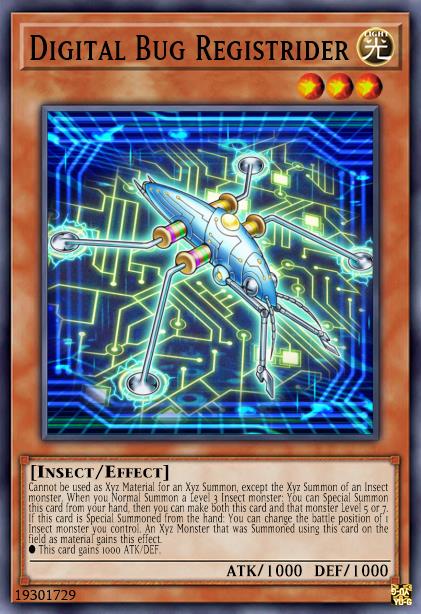 DIGITAL BUG REGISTRIDER
LIGHT
光
[INSECT/EFFECT]
Cannot be used as Xyz Material for an Xyz Summon, except the Xyz Summon of an Insect
monster. When you Normal Summon a Level 3 Insect monster: You can Special Summon
this card from your hand, then you can make both this card and that monster Level 5 or 7.
If this card is Special Summoned from the hand: You can change the battle position of 1
Insect monster you control. An Xyz Monster that was Summoned using this card on the
field as material gains this effect.
● This card gains 1000 ATK/DEF.
ATK/1000 DEF/1000
19301729